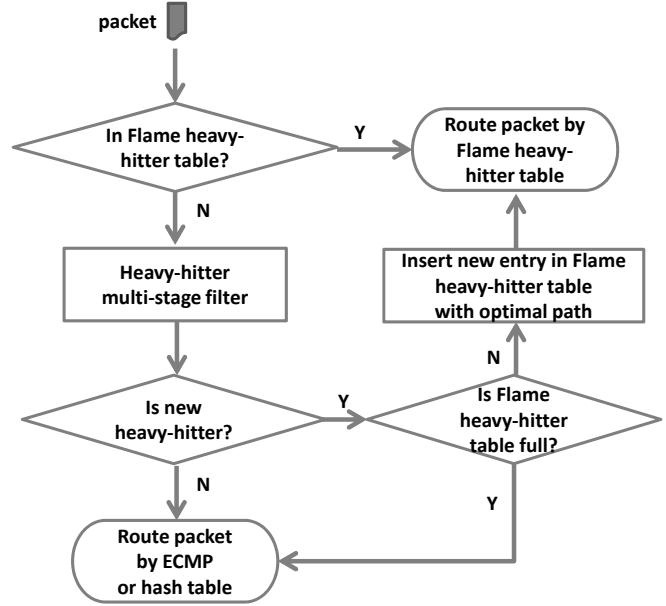 packet
In Flame heavy-
hitter table?
Y
Route packet by
Flame heavy-
hitter table
N
Heavy-hitter
multi-stage filter
Insert new entry in Flame
heavy-hitter table
with optimal path
N
Is new
heavy-hitter?
Y
Is Flame
heavy-hitter
table full?
N
Y
Route packet
by ECMP
or hash table